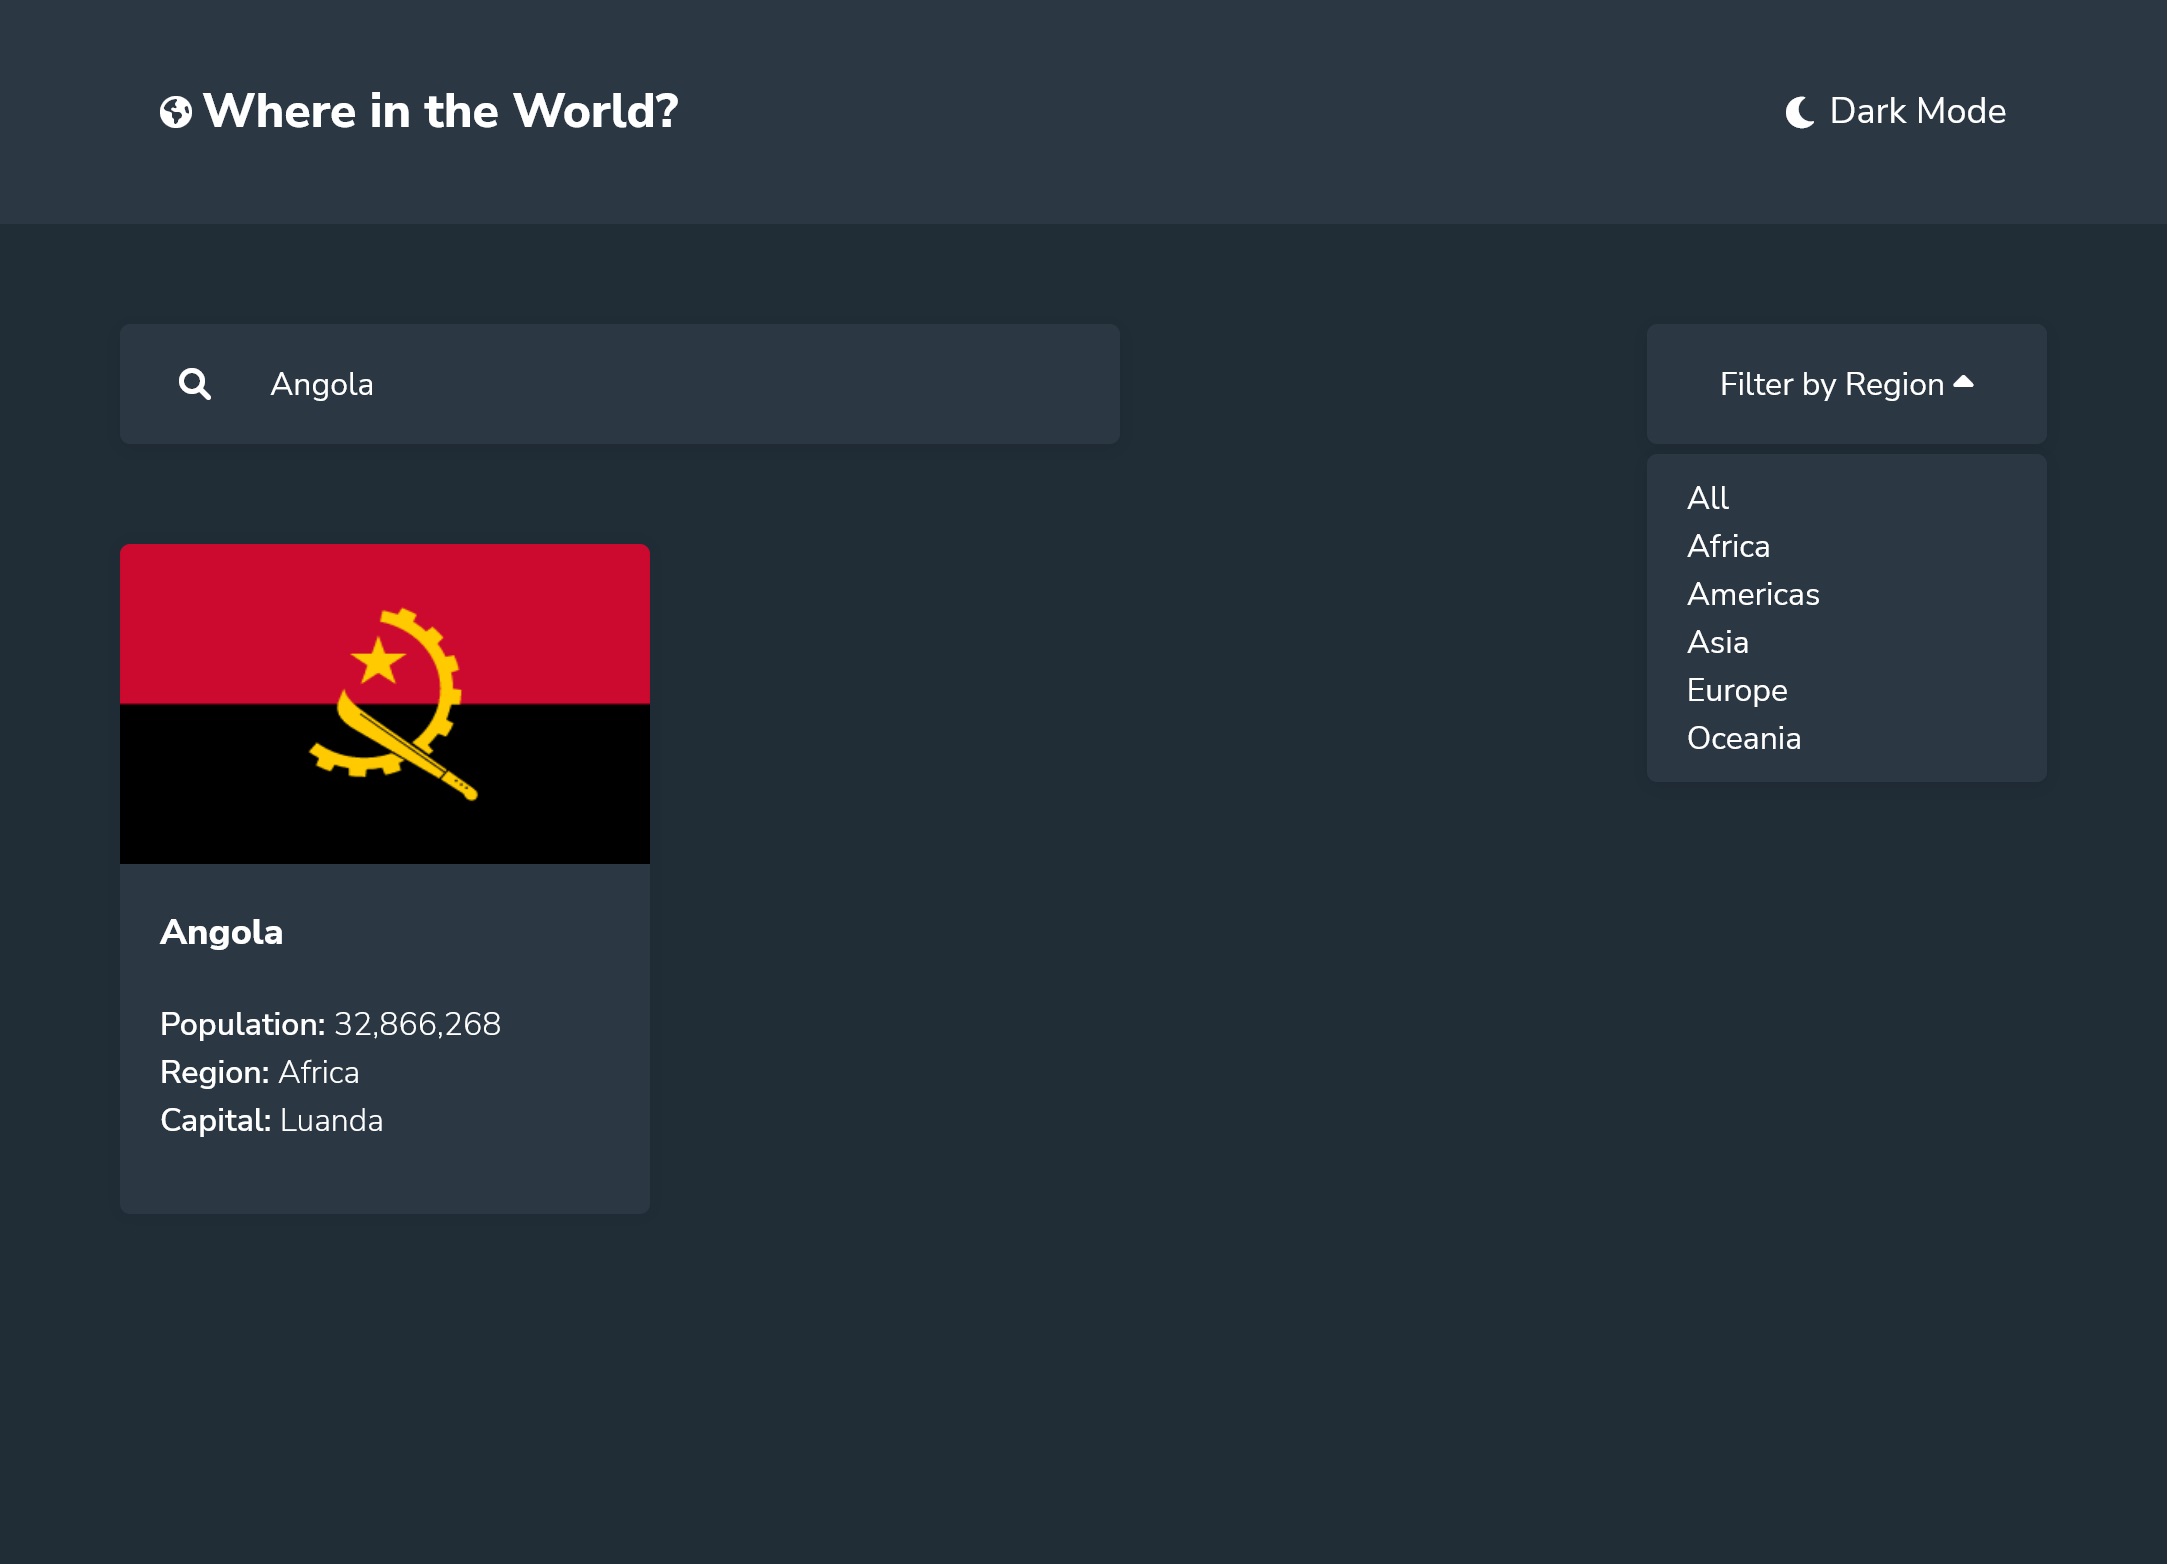 Where in the World?
Dark Mode
Angola
Filter by Region
All
Africa
Americas
Asia
Europe
Oceania
Angola
Population: 32,866,268
Region: Africa
Capital: Luanda